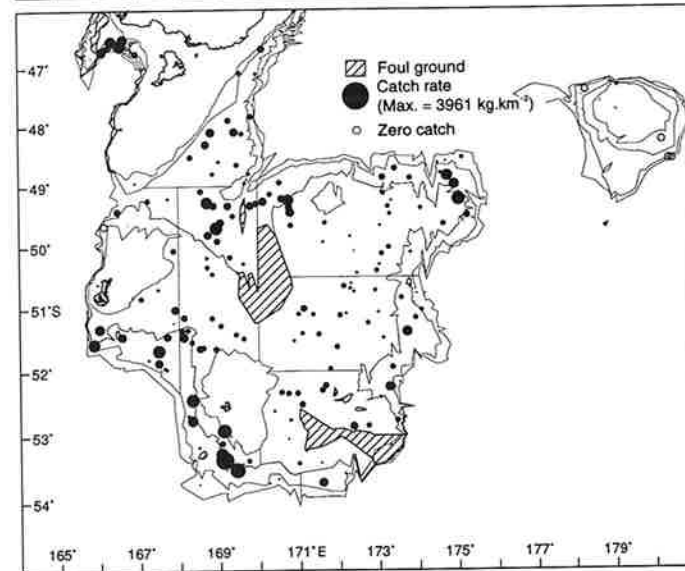 Foul ground
Catch rate
(Max. = 3961 kg.km⁻²)
Zero catch
47°
48°
49°
50°
51°S
52°
53°
54°
165° 167° 169° 171°E 173° 175° 177° 179°